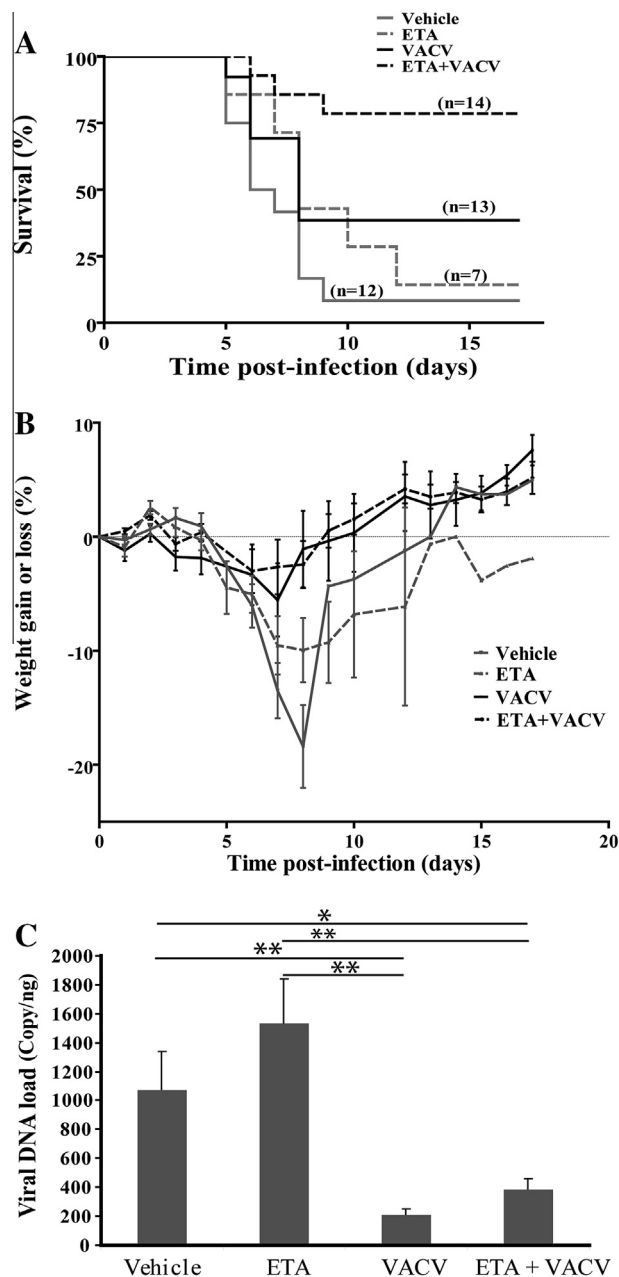 A
Vehicle
ETA
VACV
ETA+VACV
100
75
50
25
0
Survival (%)
(n=14)
(n=13)
(n=7)
(n=12)
0 5 10 15
Time post-infection (days)
B
10
0
-10
-20
Weight gain or loss (%)
Vehicle
ETA
VACV
ETA+VACV
0 5 10 15 20
Time post-infection (days)
C
*
**
**
**
2000
1800
1600
1400
1200
1000
800
600
400
200
0
Viral DNA load (Copy/ng)
Vehicle ETA VACV ETA + VACV